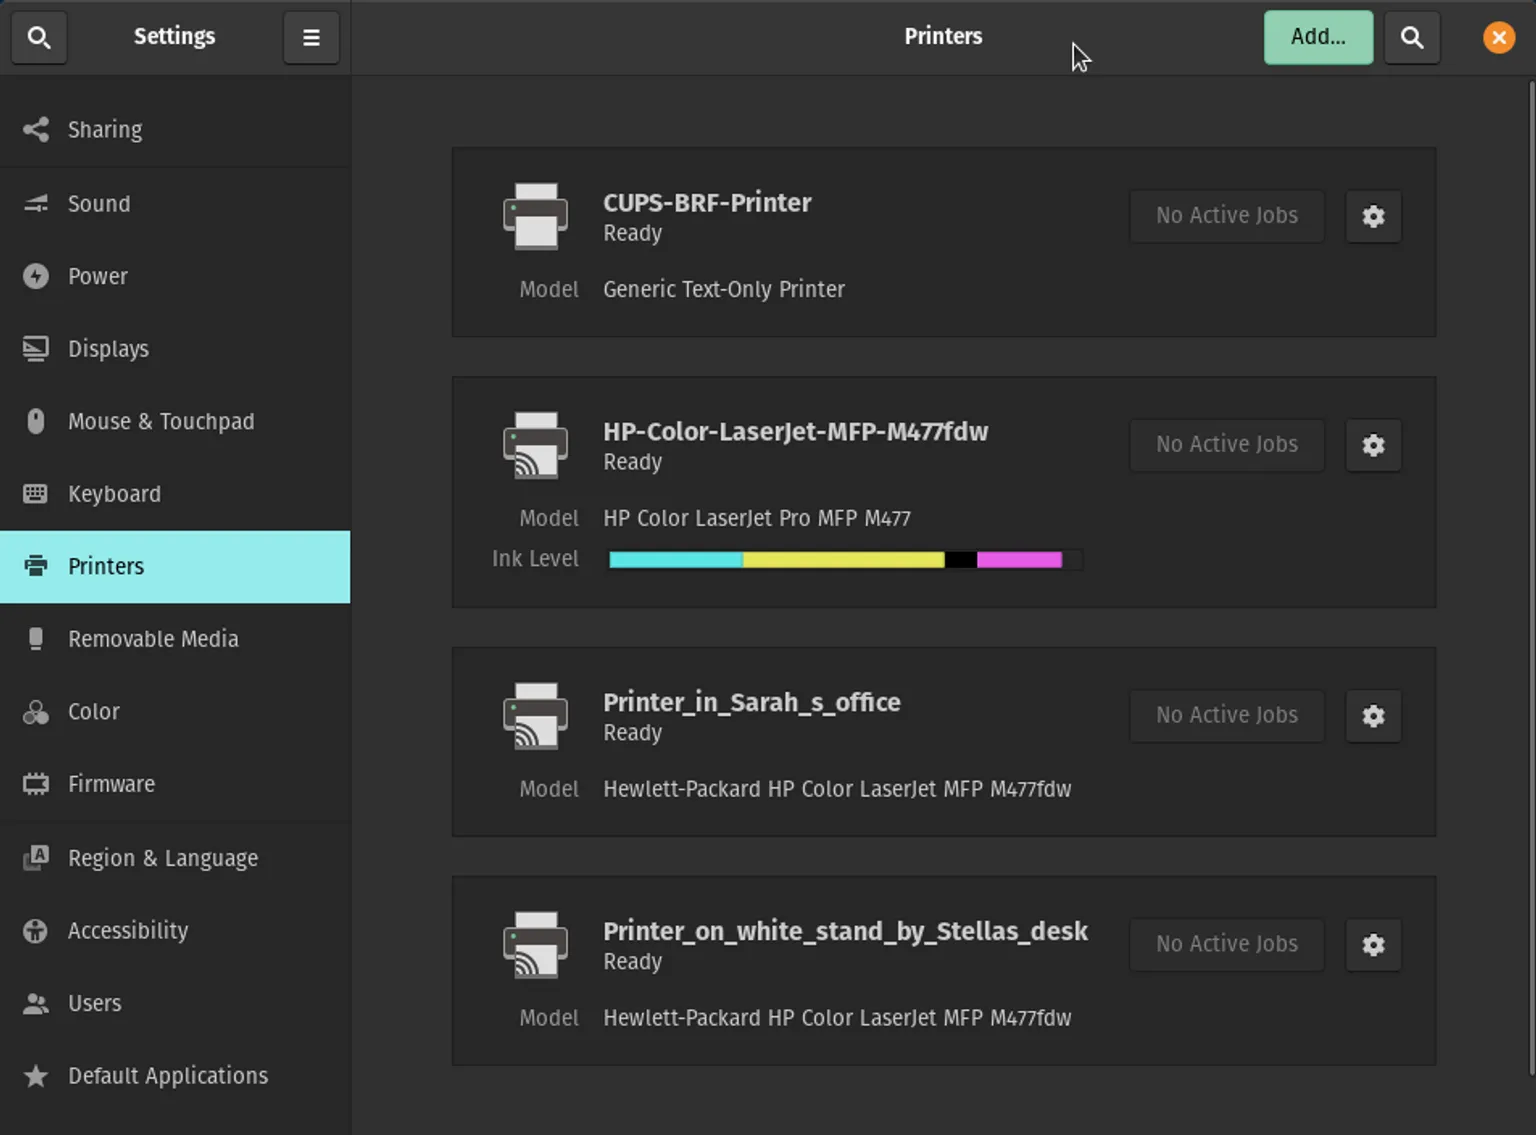 Settings
Printers
Add...
Sharing
Sound
Power
Displays
Mouse & Touchpad
Keyboard
Printers
Removable Media
Color
Firmware
Region & Language
Accessibility
Users
Default Applications
CUPS-BRF-Printer
Ready
No Active Jobs
Model Generic Text-Only Printer
HP-Color-LaserJet-MFP-M477fdw
Ready
No Active Jobs
Model HP Color LaserJet Pro MFP M477
Ink Level
Printer_in_Sarah_s_office
Ready
No Active Jobs
Model Hewlett-Packard HP Color LaserJet MFP M477fdw
Printer_on_white_stand_by_Stellas_desk
Ready
No Active Jobs
Model Hewlett-Packard HP Color LaserJet MFP M477fdw